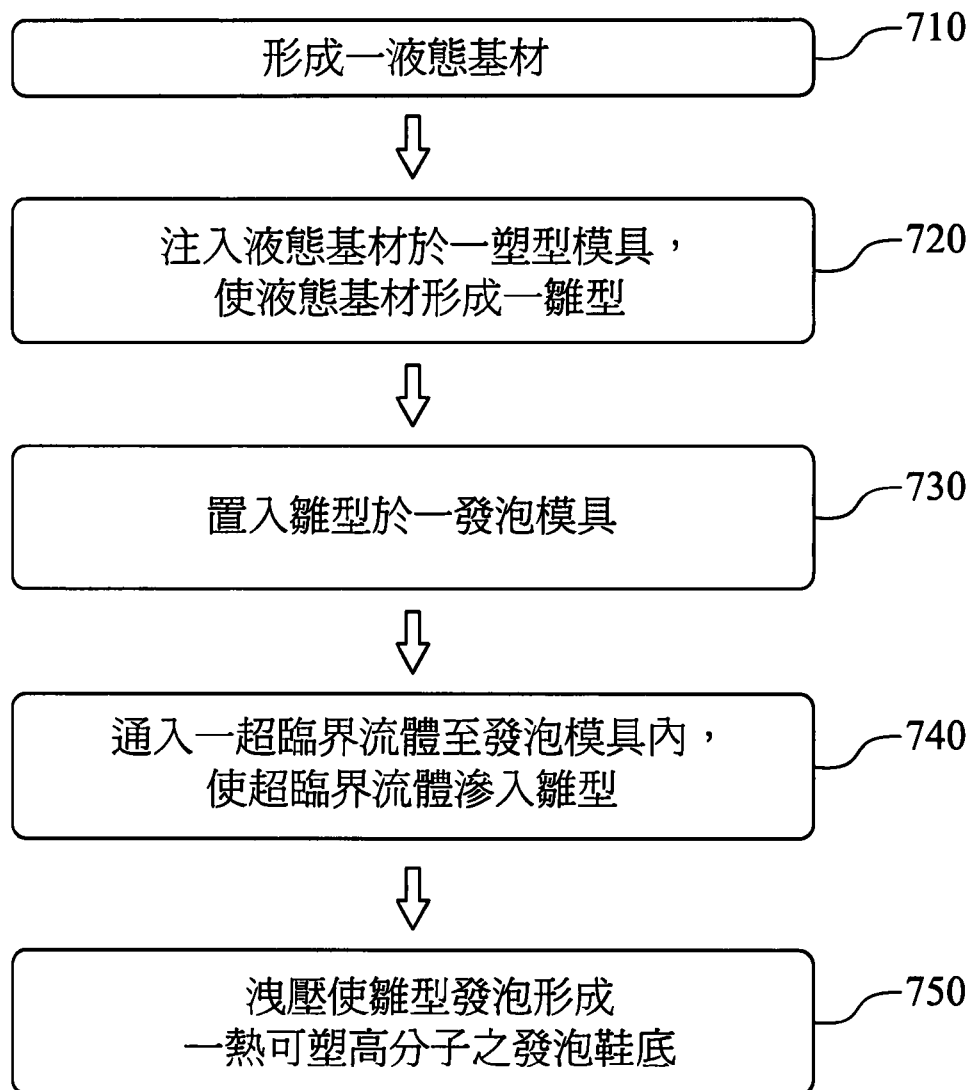 形成一液態基材
710
注入液態基材於一塑型模具，
使液態基材形成一雛型
720
置入雛型於一發泡模具
730
通入一超臨界流體至發泡模具內，
使超臨界流體滲入雛型
740
洩壓使雛型發泡形成
一熱可塑高分子之發泡鞋底
750